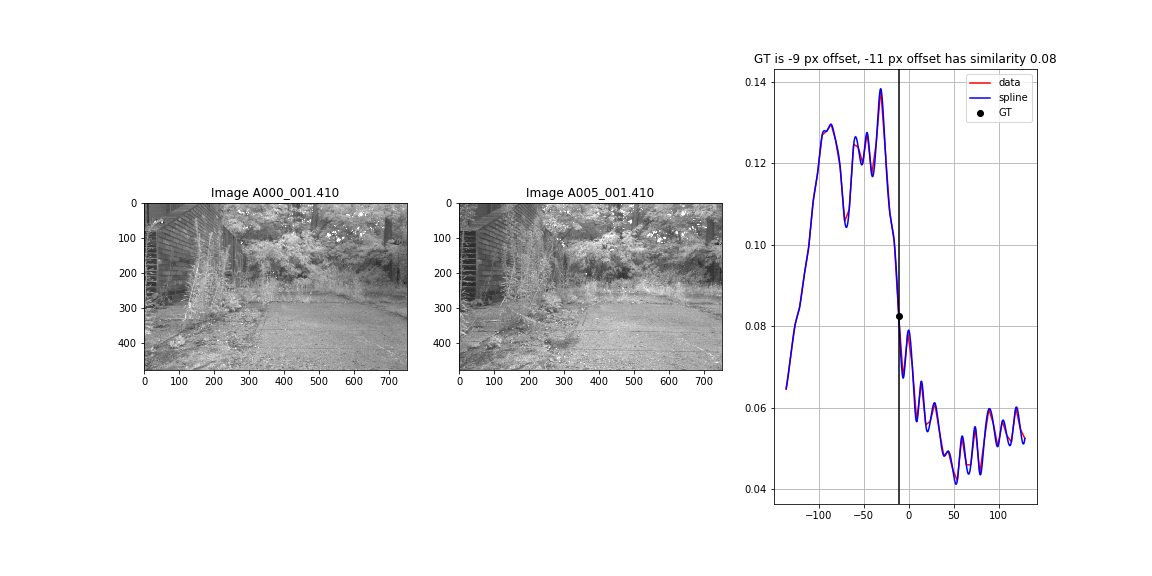 Image A000_001.410
0
100
200
300
400
0 100 200 300 400 500 600 700
Image A005_001.410
0
100
200
300
400
0 100 200 300 400 500 600 700
GT is -9 px offset, -11 px offset has similarity 0.08
data
spline
GT
0.14
0.12
0.10
0.08
0.06
0.04
−100 −50 0 50 100